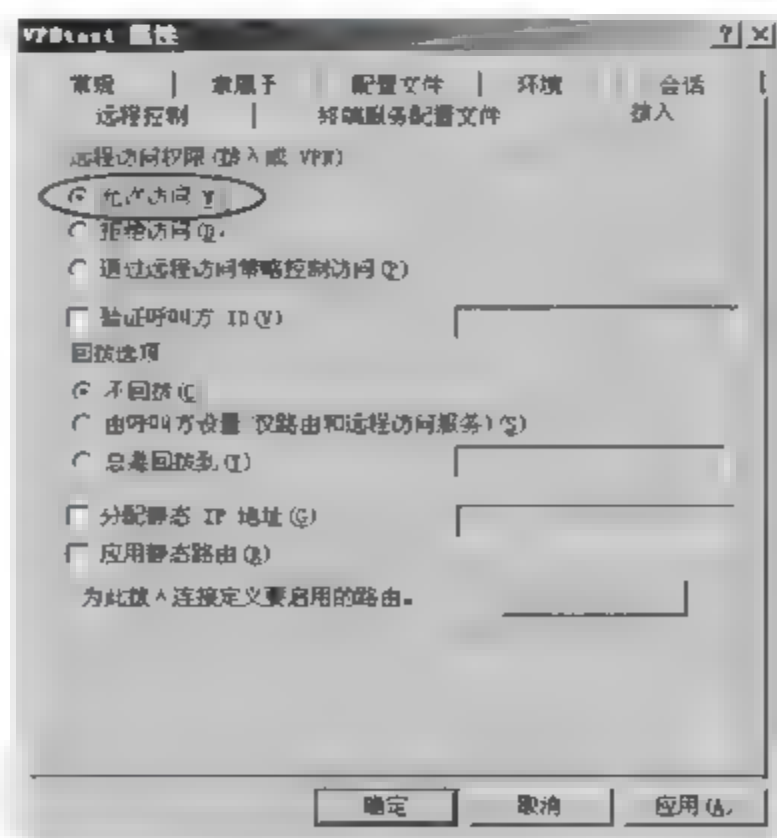 VPNtest 属性
常规 隶属于 配置文件 环境 会话
远程控制 终端服务配置文件 拨入
远程访问权限(拨入或 VPN)
允许访问
拒绝访问
通过远程访问策略控制访问(P)
验证呼叫方 ID(V)
回拨选项
不回拨(C
由呼叫方设置 仅路由和远程访问服务)(S)
总是回拨到(Y)
分配静态 IP 地址(G)
应用静态路由(R)
为此拨入连接定义要启用的路由。
确定 取消 应用(A